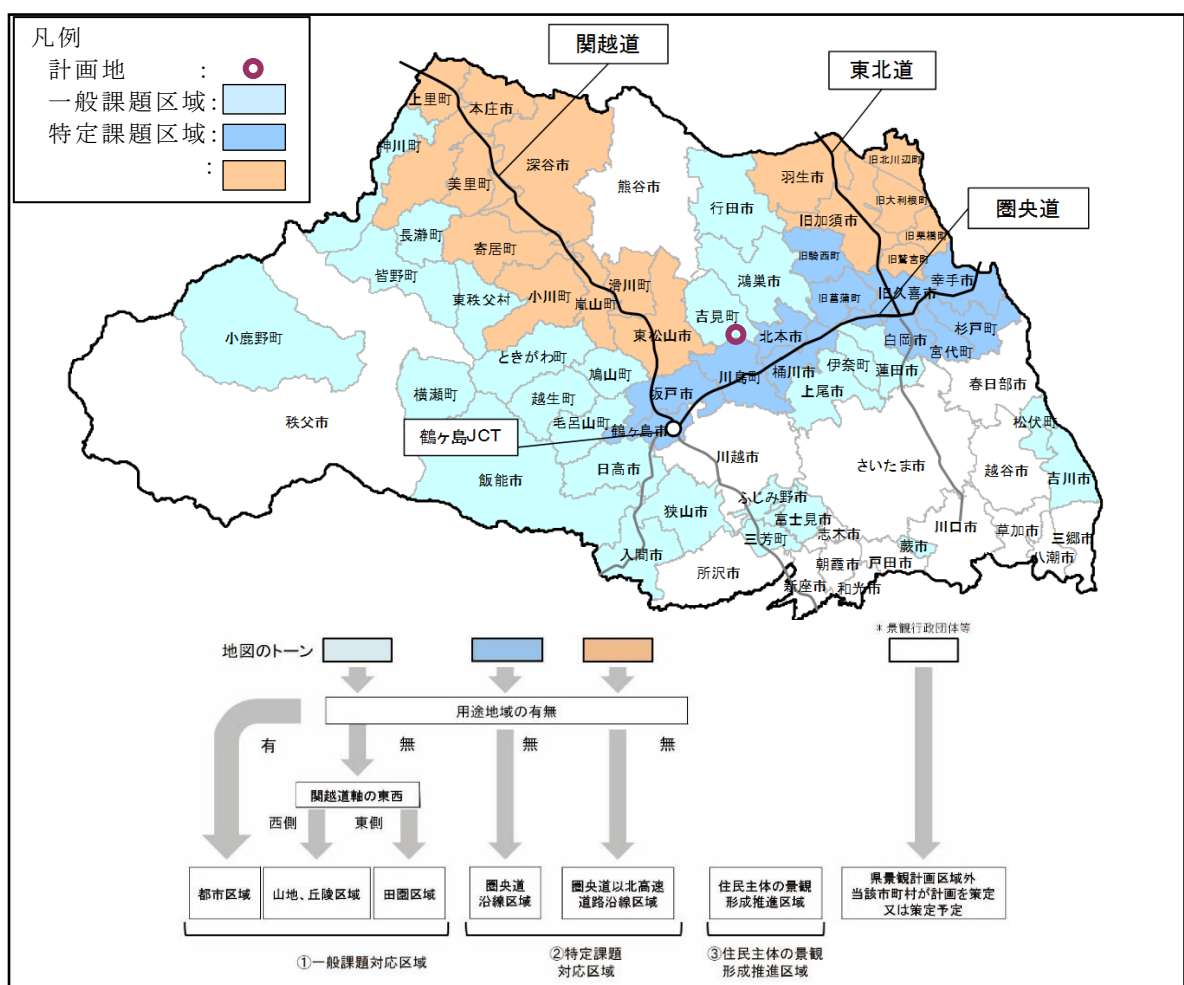 凡例
計画地 :
一般課題区域:
特定課題区域:
:
関越道
東北道
圏央道
鶴ヶ島JCT
上里町
本庄市
神川町
美里町
深谷市
熊谷市
行田市
羽生市
旧北川辺町
旧大利根町
旧加須市
旧栗橋町
旧鷲宮町
旧騎西町
長瀞町
寄居町
皆野町
東秩父村
小川町
嵐山町
滑川町
鴻巣市
旧菖蒲町
旧久喜市
幸手市
小鹿野町
東松山市
吉見町
北本市
白岡市
杉戸町
宮代町
ときがわ町
鳩山町
川島町
桶川市
伊奈町
蓮田市
上尾市
春日部市
横瀬町
越生町
坂戸市
秩父市
毛呂山町
鶴ヶ島市
松伏町
日高市
川越市
さいたま市
越谷市
吉川市
飯能市
狭山市
ふじみ野市
富士見市
三芳町
志木市
川口市
草加市
三郷市
入間市
蕨市
八潮市
所沢市
朝霞市
戸田市
新座市
和光市
*景観行政団体等
地図のトーン
用途地域の有無
有
無
無
無
関越道軸の東西
西側
東側
都市区域
山地、丘陵区域
田園区域
圏央道
沿線区域
圏央道以北高速
道路沿線区域
住民主体の景観
形成推進区域
県景観計画区域外
当該市町村が計画を策定
又は策定予定
①一般課題対応区域
②特定課題
対応区域
③住民主体の景観
形成推進区域